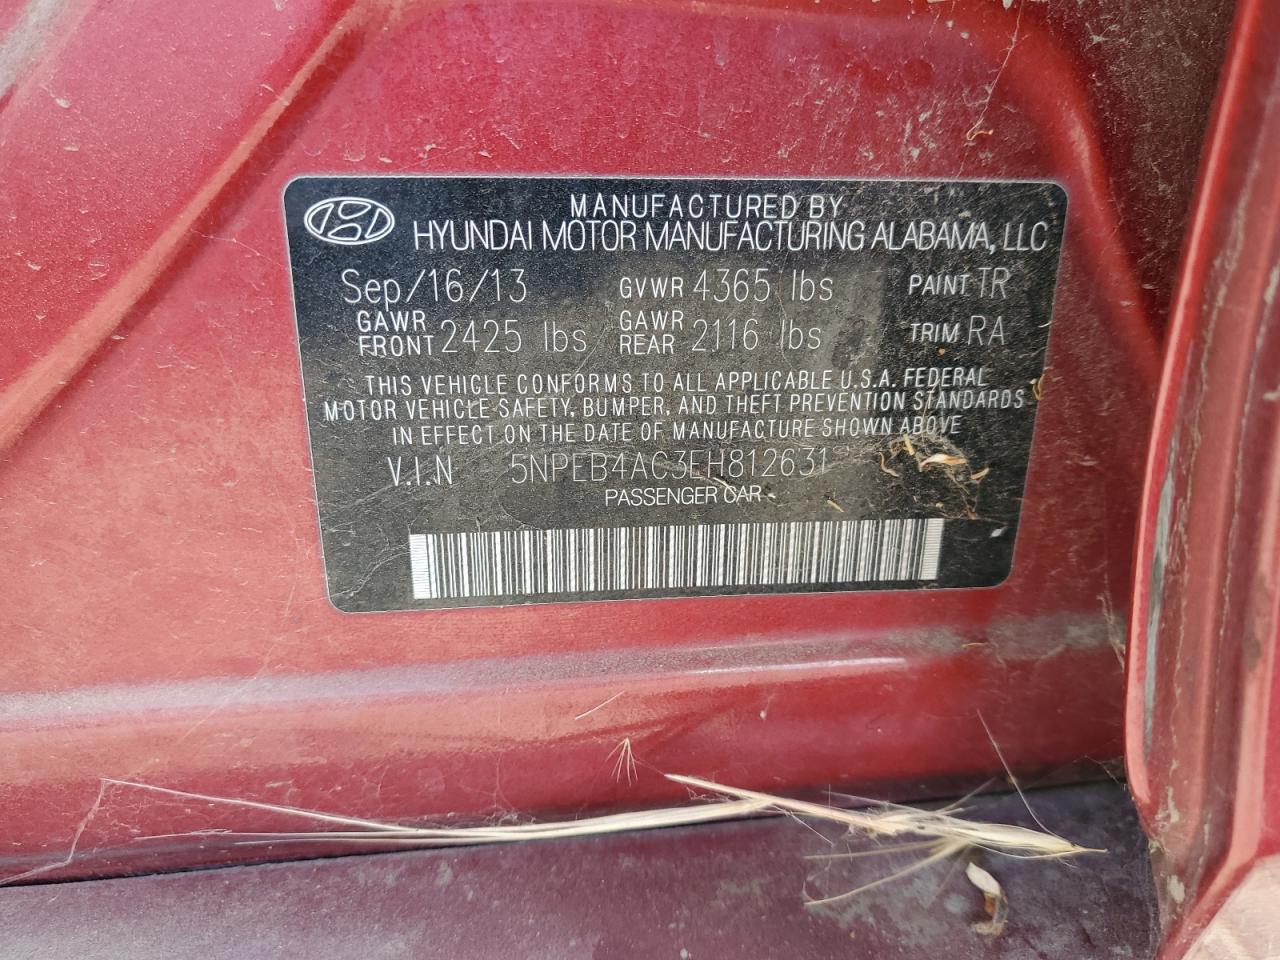 MANUFACTURED BY
HYUNDAI MOTOR MANUFACTURING ALABAMA, LLC
Sep/16/13 GVWR 4365 lbs PAINT TR
GAWR FRONT 2425 lbs GAWR REAR 2116 lbs TRIM RA
THIS VEHICLE CONFORMS TO ALL APPLICABLE U.S.A. FEDERAL
MOTOR VEHICLE SAFETY, BUMPER, AND THEFT PREVENTION STANDARDS
IN EFFECT ON THE DATE OF MANUFACTURE SHOWN ABOVE
V.I.N 5NPEB4AC3EH812631
PASSENGER CAR